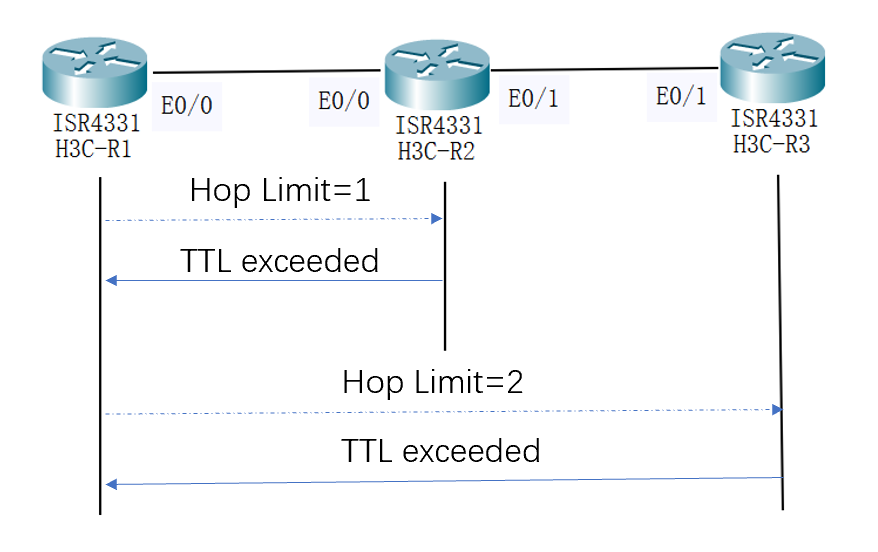 E0/0
E0/0
E0/1
E0/1
ISR4331
H3C-R1
ISR4331
H3C-R2
ISR4331
H3C-R3
Hop Limit=1
TTL exceeded
Hop Limit=2
TTL exceeded